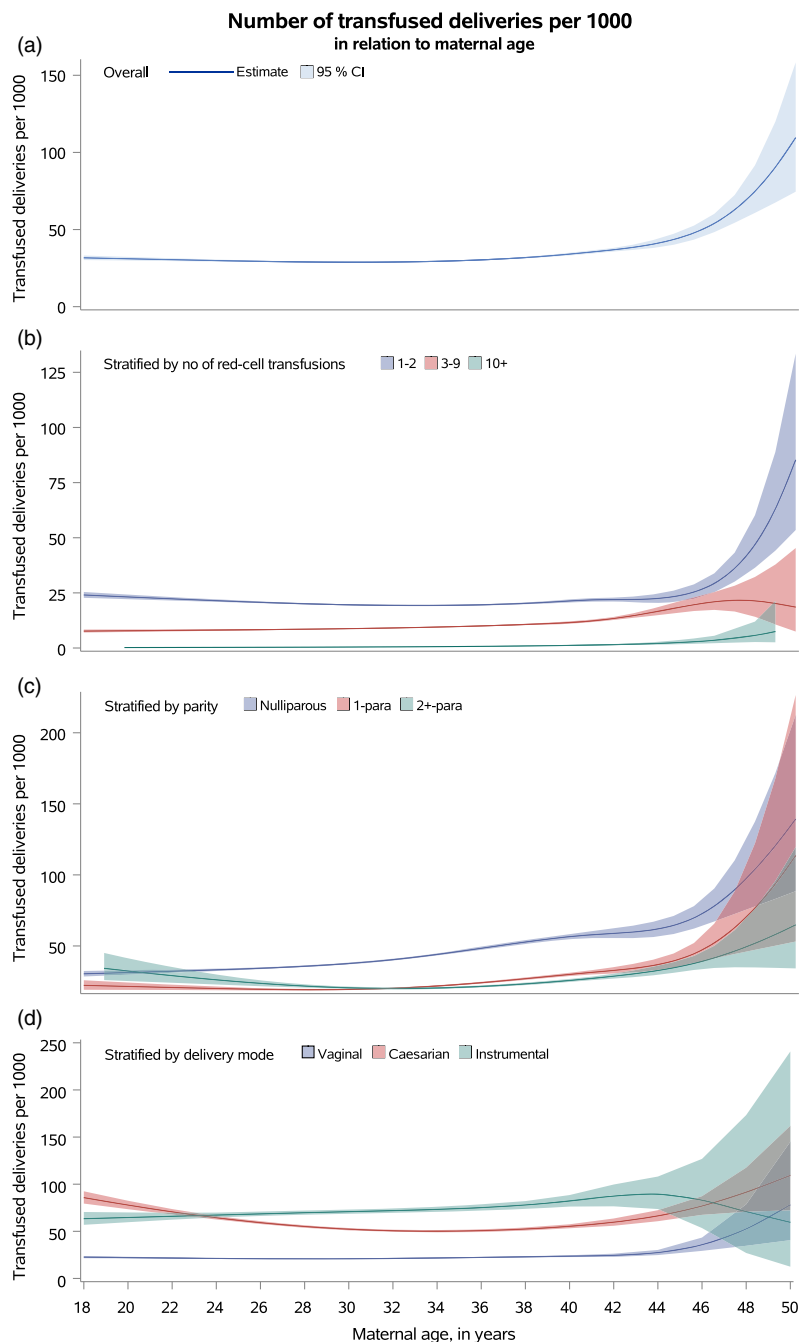 Number of transfused deliveries per 1000
in relation to maternal age
(a)
Overall Estimate 95 % CI
Transfused deliveries per 1000
150
100
50
0
(b)
Stratified by no of red-cell transfusions 1-2 3-9 10+
Transfused deliveries per 1000
125
100
75
50
25
0
(c)
Stratified by parity Nulliparous 1-para 2+-para
Transfused deliveries per 1000
200
150
100
50
(d)
Stratified by delivery mode Vaginal Caesarian Instrumental
Transfused deliveries per 1000
250
200
150
100
50
0
18 20 22 24 26 28 30 32 34 36 38 40 42 44 46 48 50
Maternal age, in years